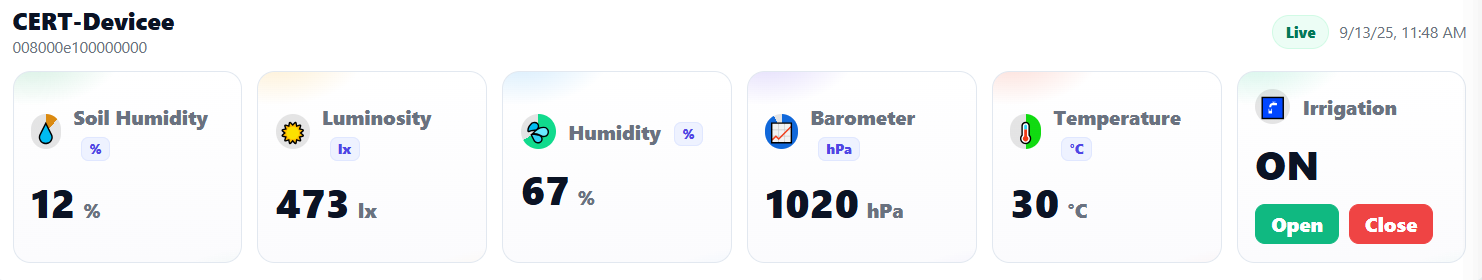 CERT-Devicee
008000e100000000
Live 9/13/25, 11:48 AM
Soil Humidity
%
12 %
Luminosity
lx
473 lx
Humidity %
67 %
Barometer
hPa
1020 hPa
Temperature
°C
30 °C
Irrigation
ON
Open Close